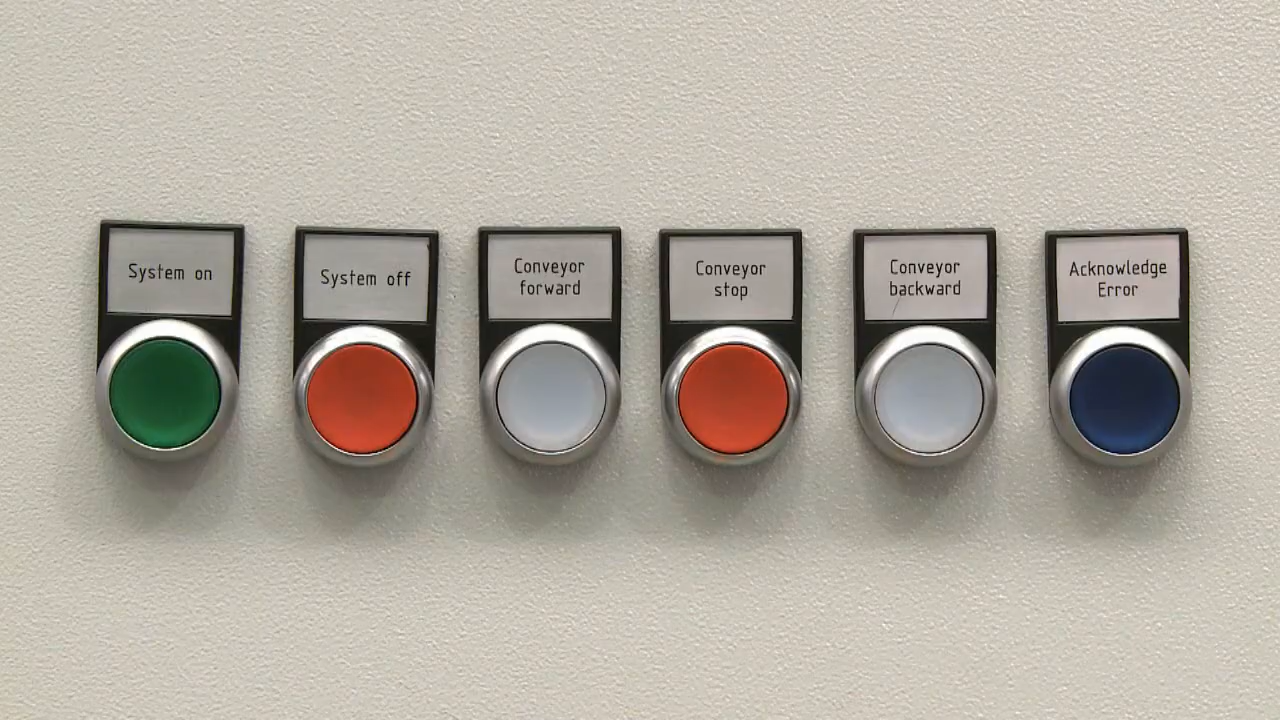 System on
System off
Conveyor
forward
Conveyor
stop
Conveyor
backward
Acknowledge
Error